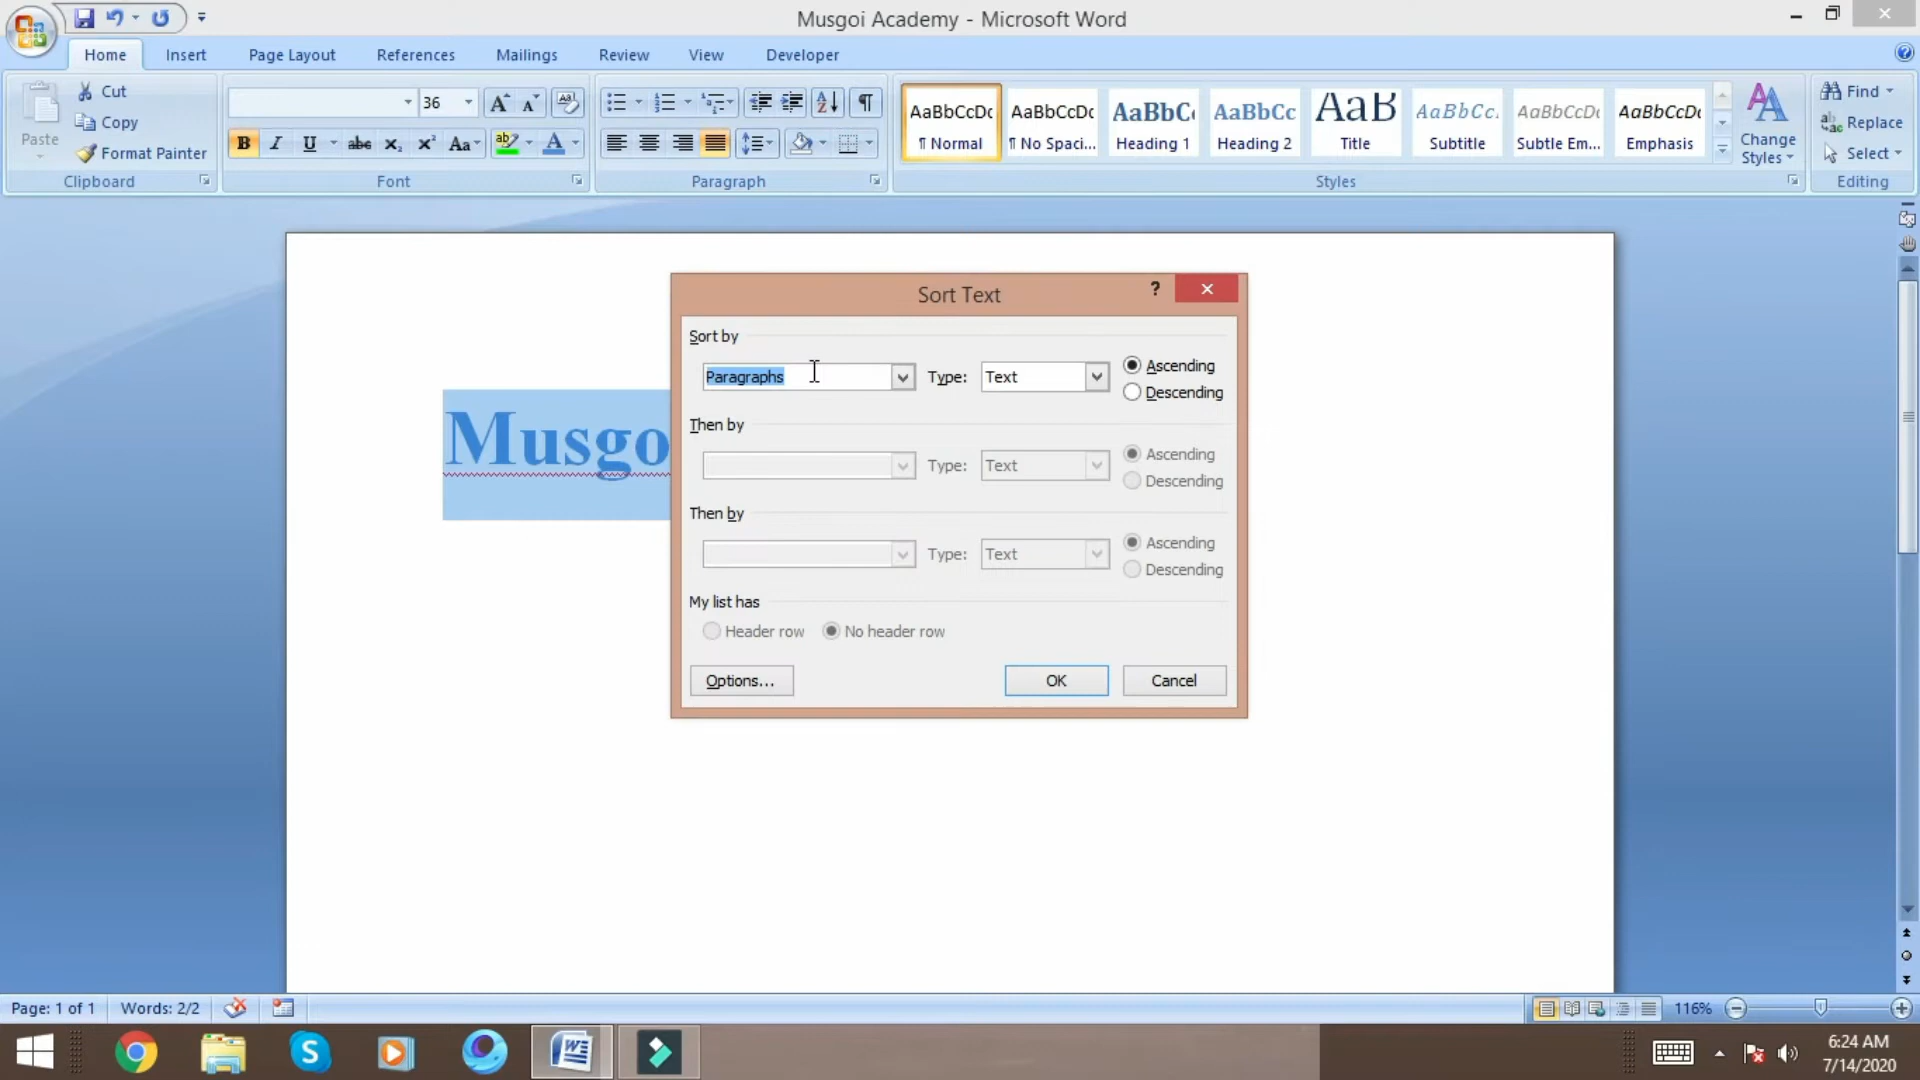 Musgoi Academy - Microsoft Word
Home Insert Page Layout References Mailings Review View Developer
Paste
Cut
Copy
Format Painter
Clipboard
36
Font
Paragraph
AaBbCcDc AaBbCcDc AaBbC AaBbCc AaB AaBbCc. AaBbCcDc AaBbCcDc
¶ Normal ¶ No Spaci... Heading 1 Heading 2 Title Subtitle Subtle Em... Emphasis
Styles
Change
Styles
Find
Replace
Select
Editing
Musgo
Sort Text
Sort by
Paragraphs Type: Text Ascending
Descending
Then by
Type: Text Ascending
Descending
Then by
Type: Text Ascending
Descending
My list has
Header row No header row
Options... OK Cancel
Page: 1 of 1 Words: 2/2 116%
6:24 AM
7/14/2020